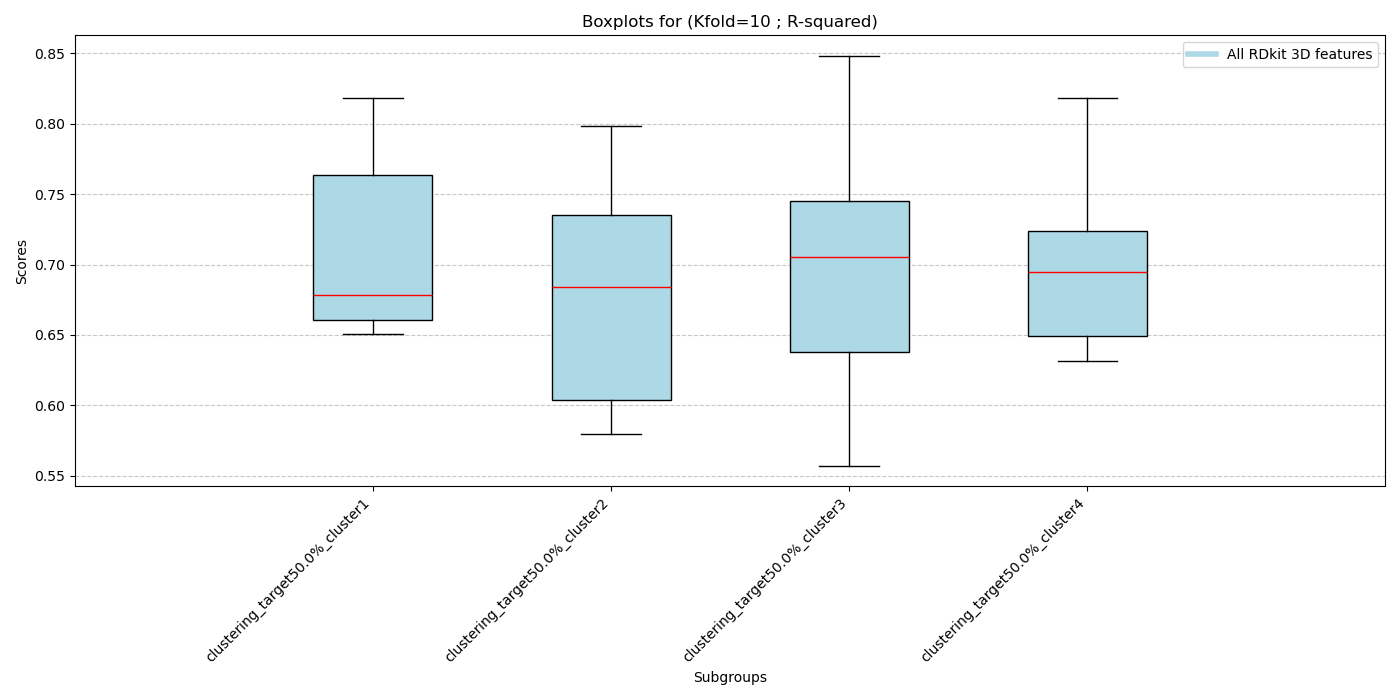 Boxplots for (Kfold=10 ; R-squared)
All RDkit 3D features
Scores
0.85
0.80
0.75
0.70
0.65
0.60
0.55
clustering_target50.0%_cluster1
clustering_target50.0%_cluster2
clustering_target50.0%_cluster3
clustering_target50.0%_cluster4
Subgroups